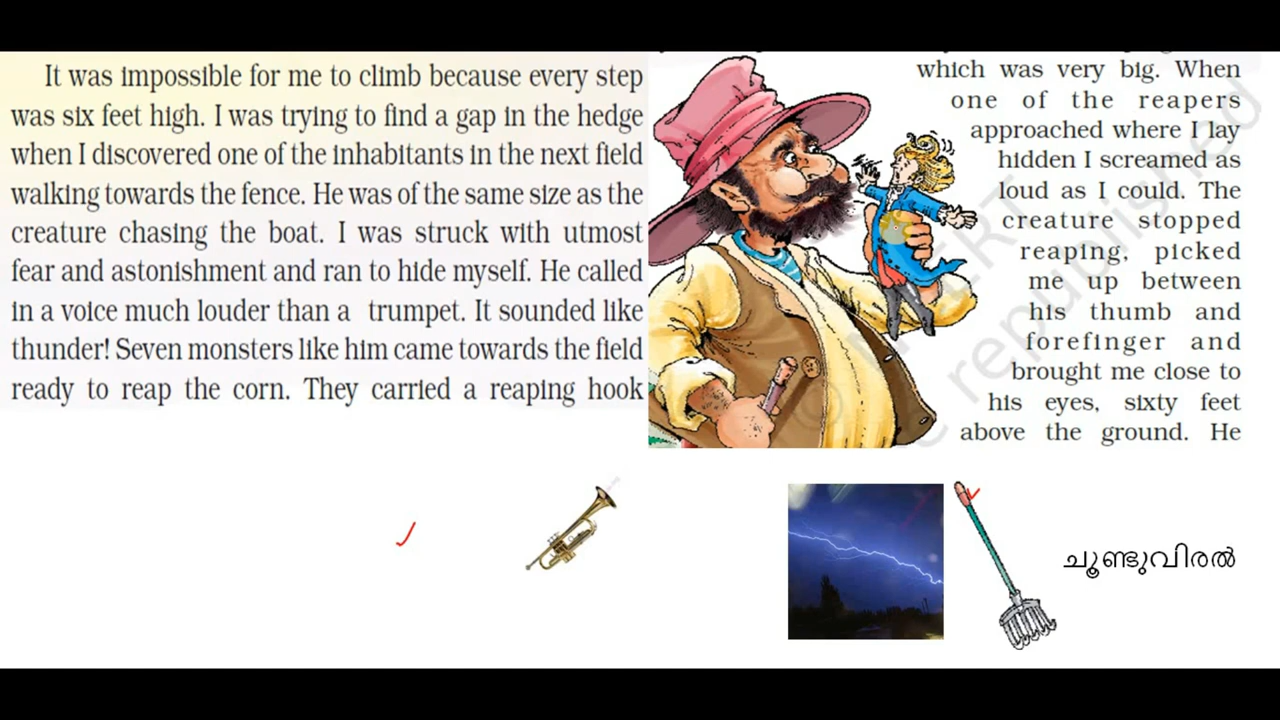 It was impossible for me to climb because every step
was six feet high. I was trying to find a gap in the hedge
when I discovered one of the inhabitants in the next field
walking towards the fence. He was of the same size as the
creature chasing the boat. I was struck with utmost
fear and astonishment and ran to hide myself. He called
in a voice much louder than a trumpet. It sounded like
thunder! Seven monsters like him came towards the field
ready to reap the corn. They carried a reaping hook
which was very big. When
one of the reapers
approached where I lay
hidden I screamed as
loud as I could. The
creature stopped
reaping, picked
me up between
his thumb and
forefinger and
brought me close to
his eyes, sixty feet
above the ground. He
ചൂണ്ടുവിരൽ
republished